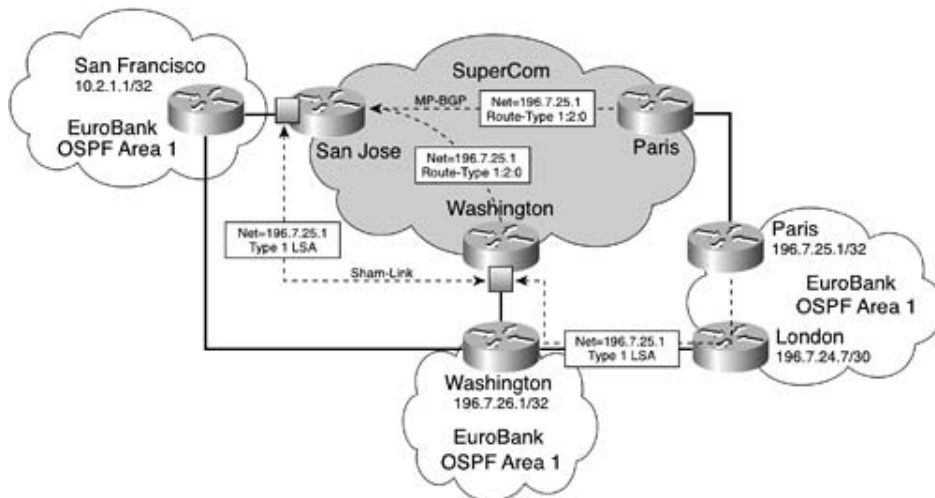 San Francisco
10.2.1.1/32
EuroBank
OSPF Area 1
San Jose
SuperCom
MP-BGP
Net=196.7.25.1
Route-Type 1:2:0
Paris
Net=196.7.25.1
Route-Type 1:2:0
Washington
Net=196.7.25.1
Type 1 LSA
Sham-Link
Paris
196.7.25.1/32
EuroBank
OSPF Area 1
Net=196.7.25.1
Type 1 LSA
London
196.7.24.7/30
Washington
196.7.26.1/32
EuroBank
OSPF Area 1